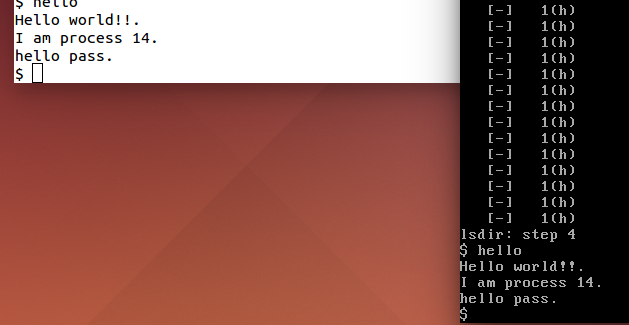 $ hello
Hello world!!.
I am process 14.
hello pass.
$
[-] 1(h)
[-] 1(h)
[-] 1(h)
[-] 1(h)
[-] 1(h)
[-] 1(h)
[-] 1(h)
[-] 1(h)
[-] 1(h)
[-] 1(h)
[-] 1(h)
[-] 1(h)
[-] 1(h)
[-] 1(h)
lsdir: step 4
$ hello
Hello world!!.
I am process 14.
hello pass.
$